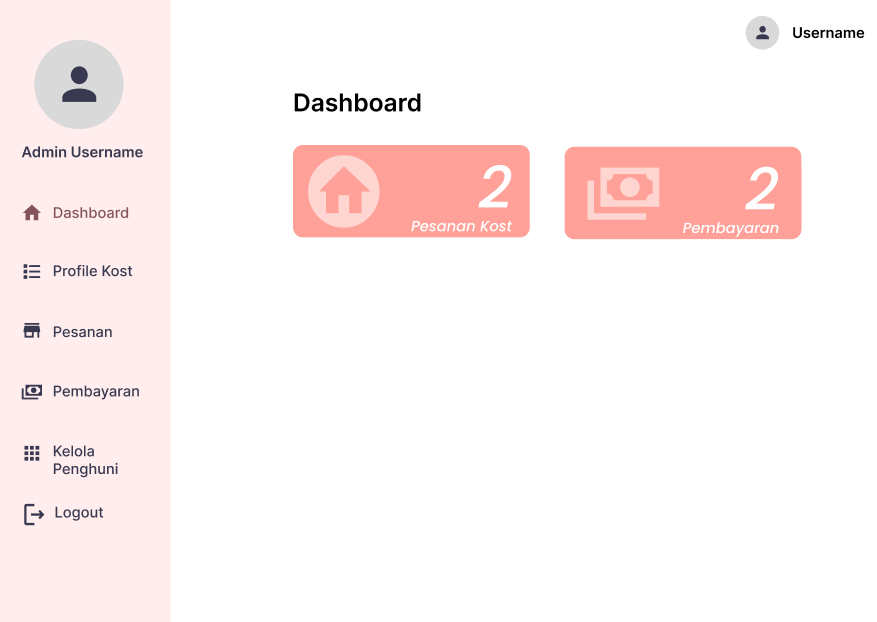 Username
Admin Username
Dashboard
Profile Kost
Pesanan
Pembayaran
Kelola
Penghuni
Logout
Dashboard
2
Pesanan Kost
2
Pembayaran